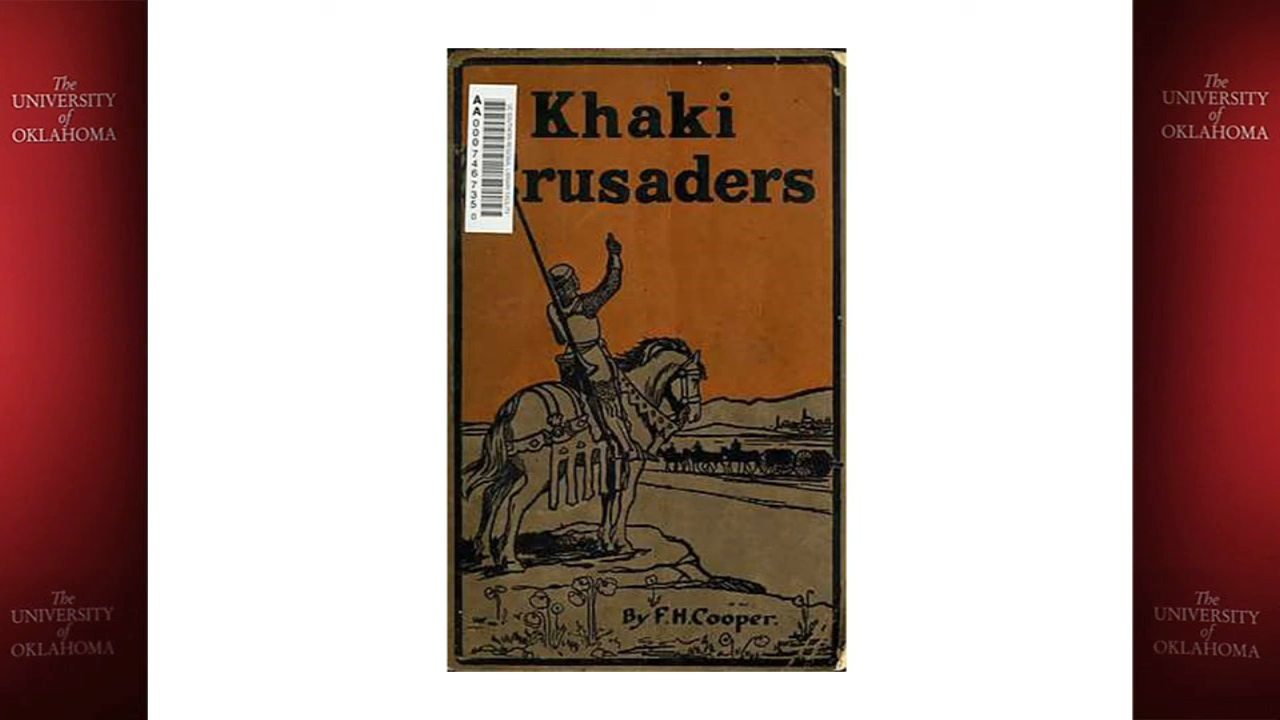 The
UNIVERSITY
of
OKLAHOMA
The
UNIVERSITY
of
OKLAHOMA
AA0007467350
Khaki
rusaders
By F.H.Cooper.
The
UNIVERSITY
of
OKLAHOMA
The
UNIVERSITY
of
OKLAHOMA